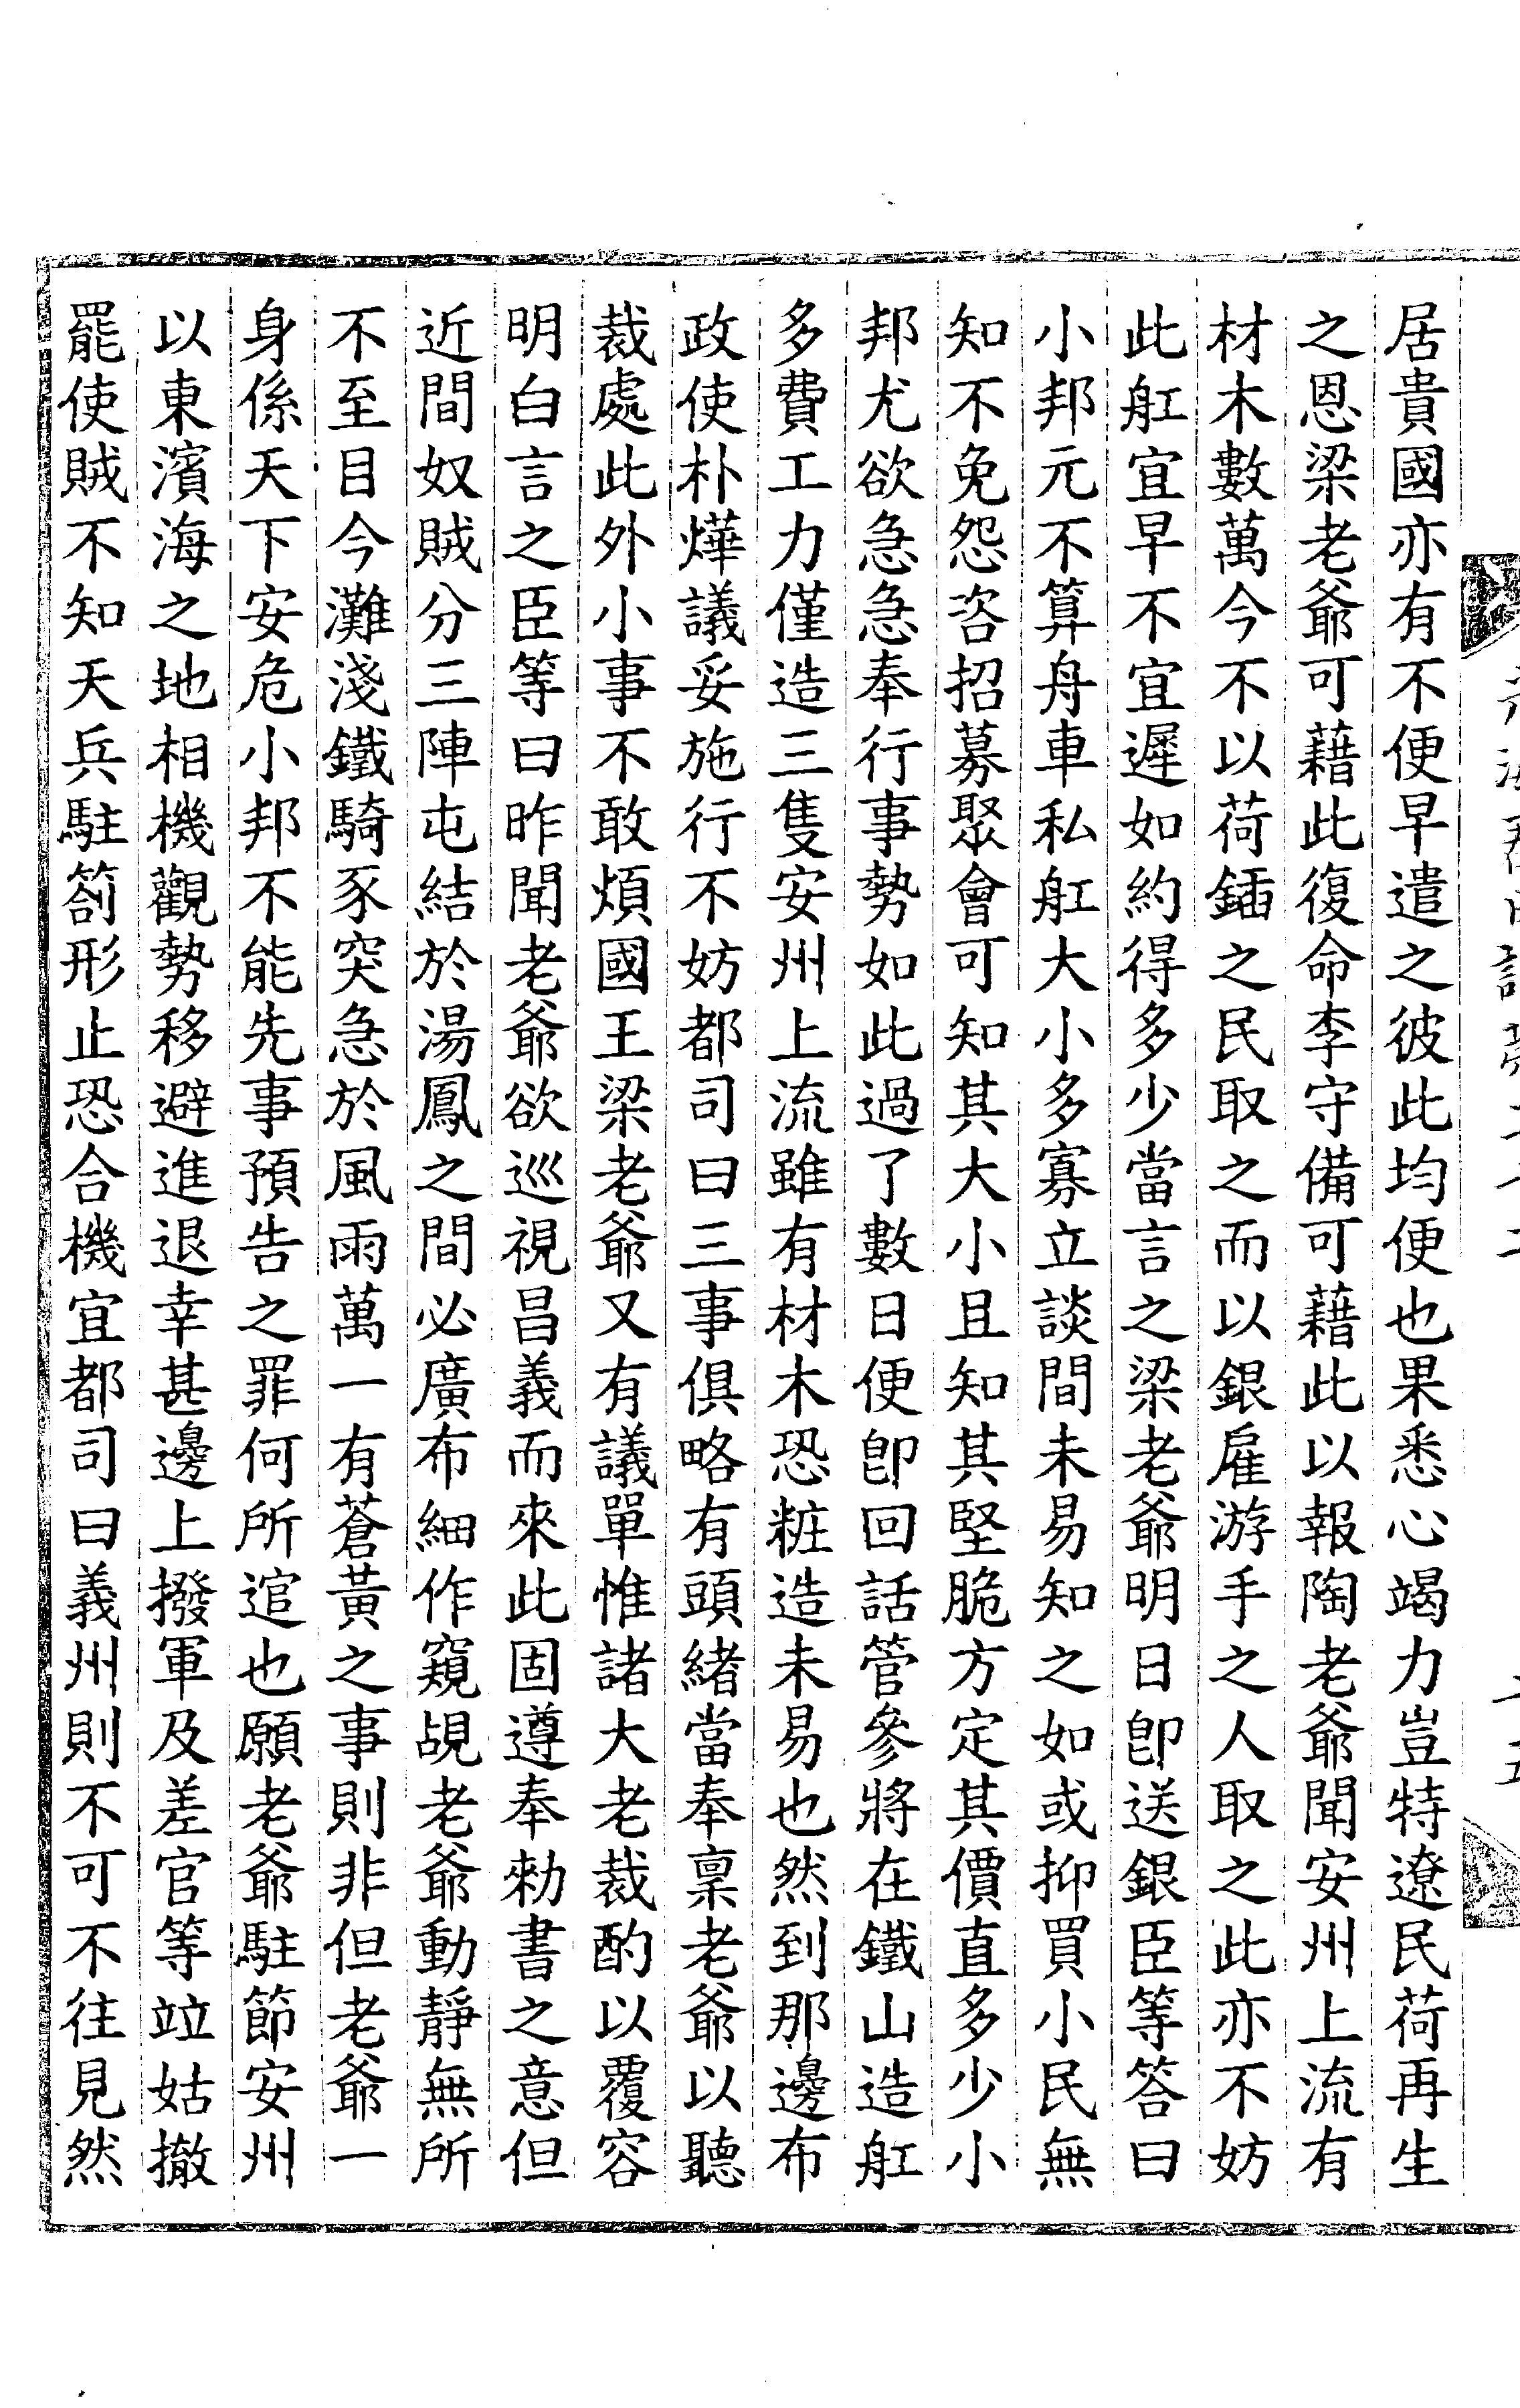 居貴國亦有不便早遣之彼此均便也果悉心竭力豈特遼民荷再生
之恩梁老爺可藉此復命李守備可藉此以報陶老爺聞安州上流有
材木數萬今不以荷鍤之民取之而以銀雇游手之人取之此亦不妨
此舡宜早不宜遲如約得多少當言之梁老爺明日卽送銀臣等答曰
小邦元不算舟車私舡大小多寡立談間未易知之如或抑買小民無
知不免怨咨招募聚會可知其大小且知其堅脆方定其價直多少小
邦尤欲急急奉行事勢如此過了數日便卽回話管參將在鐵山造舡
多費工力僅造三隻安州上流雖有材木恐粧造未易也然到那邊布
政使朴燁議妥施行不妨都司曰三事俱略有頭緖當奉稟老爺以聽
裁處此外小事不敢煩國王梁老爺又有議單惟諸大老裁酌以覆容
明白言之臣等曰昨聞老爺欲巡視昌義而來此固遵奉勑書之意但
近間奴賊分三陣屯結於湯鳳之間必廣布細作窺覘老爺動靜無所
不至目今灘淺鐵騎豕突急於風雨萬一有蒼黃之事則非但老爺一
身係天下安危小邦不能先事預告之罪何所逭也願老爺駐節安州
以東濱海之地相機觀勢移避進退幸甚邊上撥軍及差官等竝姑撤
罷使賊不知天兵駐箚形止恐合機宜都司曰義州則不可不往見然